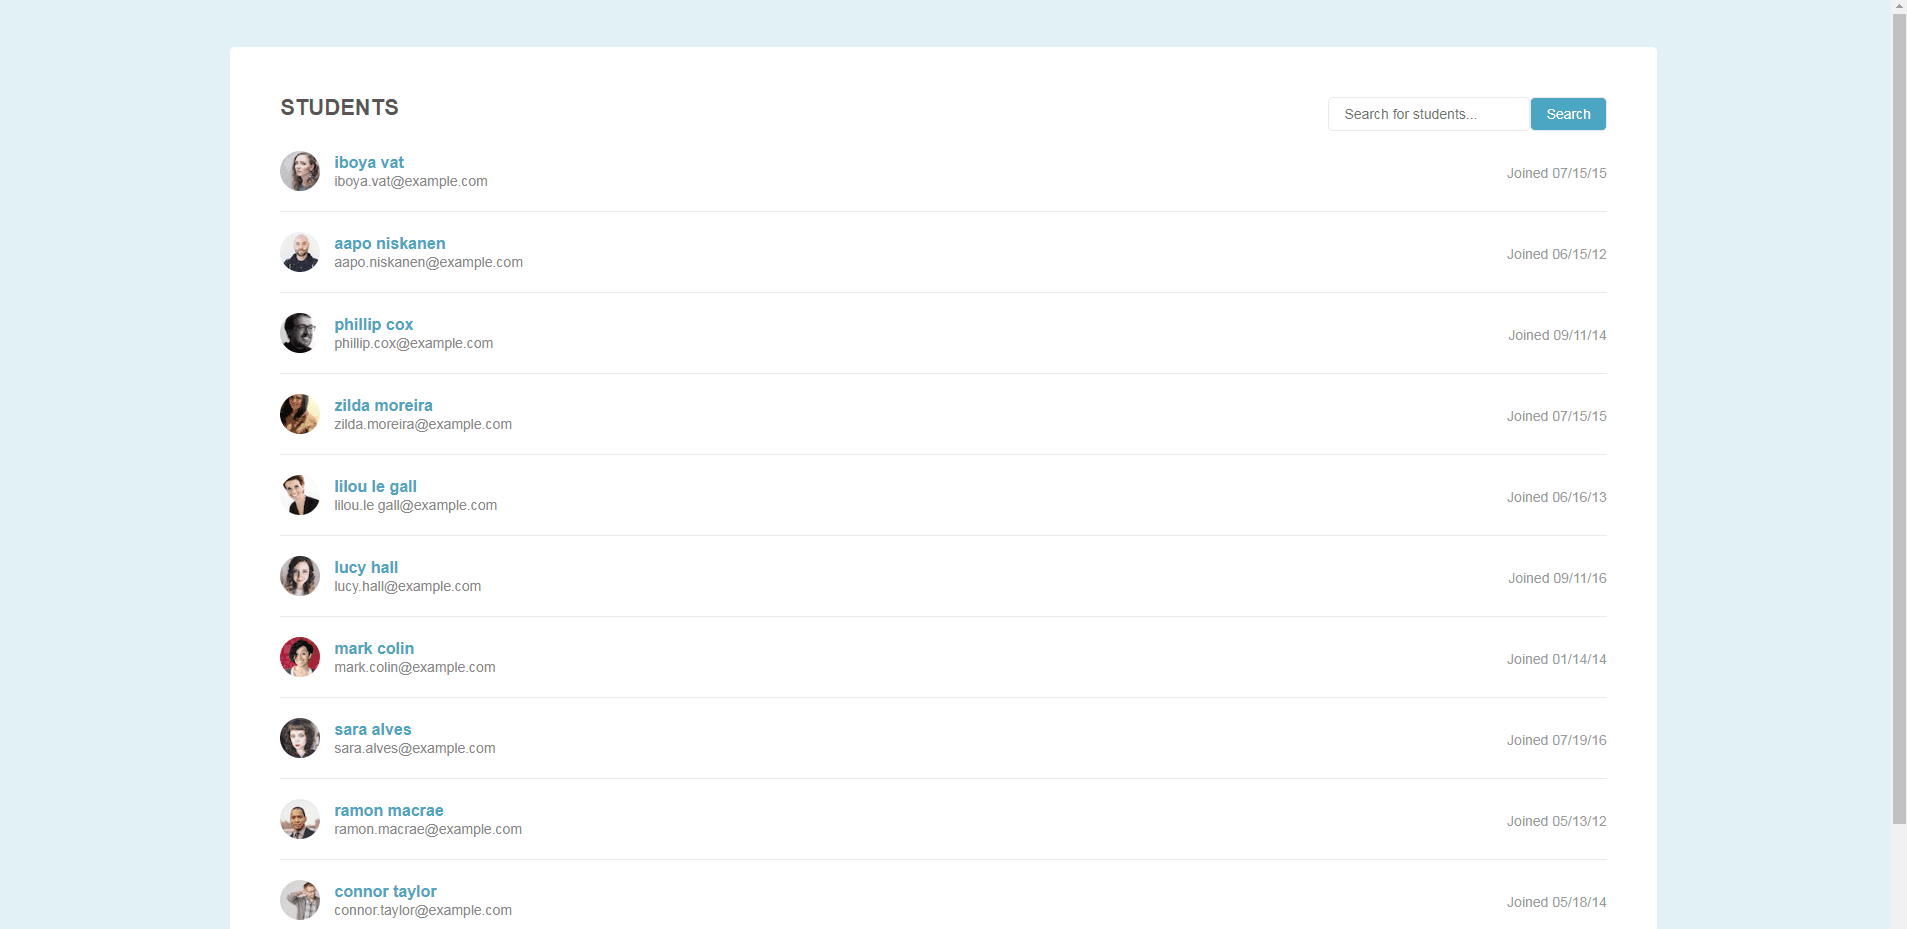 STUDENTS
Search for students...
Search
iboya vat
iboya.vat@example.com
Joined 07/15/15
aapo niskanen
aapo.niskanen@example.com
Joined 06/15/12
phillip cox
phillip.cox@example.com
Joined 09/11/14
zilda moreira
zilda.moreira@example.com
Joined 07/15/15
lilou le gall
lilou.le gall@example.com
Joined 06/16/13
lucy hall
lucy.hall@example.com
Joined 09/11/16
mark colin
mark.colin@example.com
Joined 01/14/14
sara alves
sara.alves@example.com
Joined 07/19/16
ramon macrae
ramon.macrae@example.com
Joined 05/13/12
connor taylor
connor.taylor@example.com
Joined 05/18/14